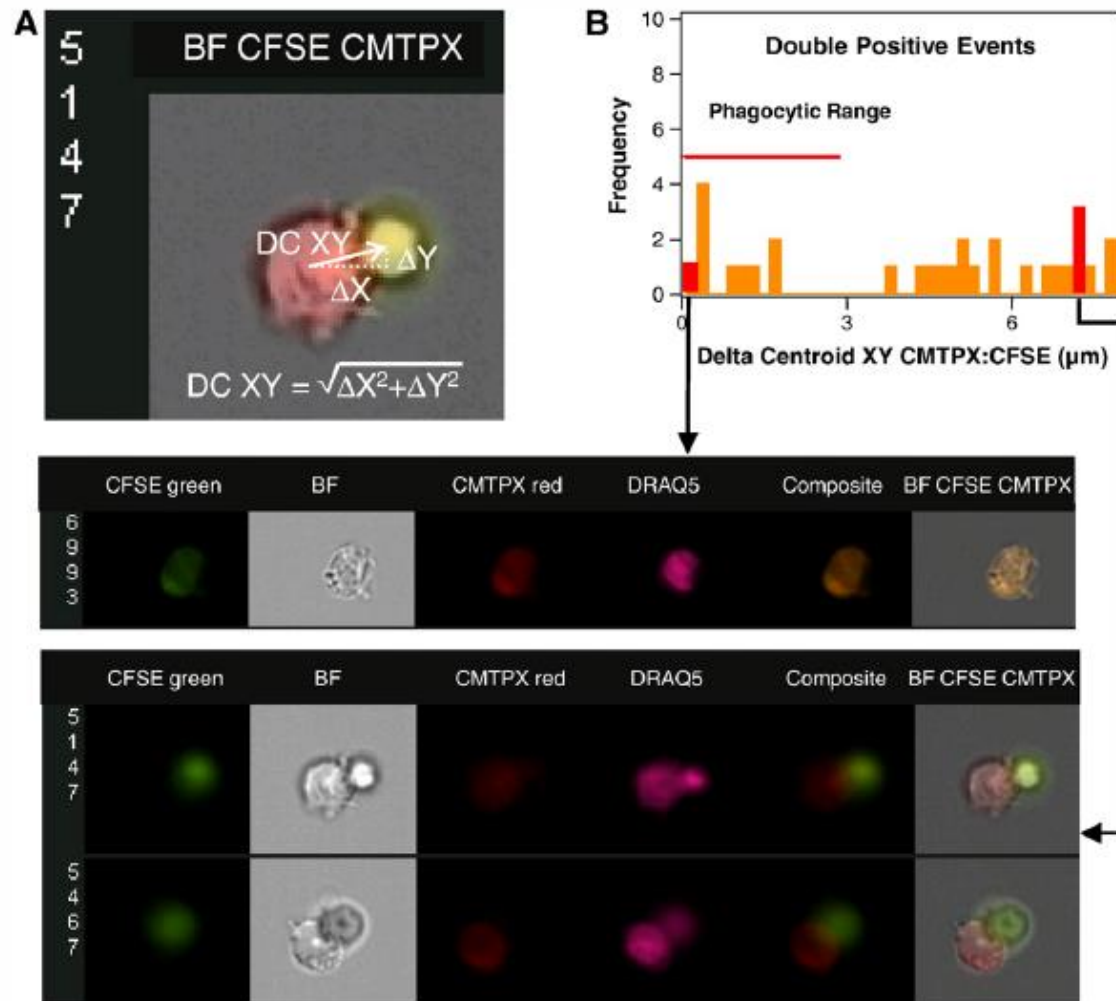 A
5
1
4
7
BF CFSE CMTPX
DC XY
ΔY
ΔX
DC XY = √ΔX²+ΔY²
B
10
8
6
4
2
0
Frequency
Double Positive Events
Phagocytic Range
0 3 6
Delta Centroid XY CMTPX:CFSE (µm)
CFSE green BF CMTPX red DRAQ5 Composite BF CFSE CMTPX
6
9
9
3
CFSE green BF CMTPX red DRAQ5 Composite BF CFSE CMTPX
5
1
4
7
5
4
6
7